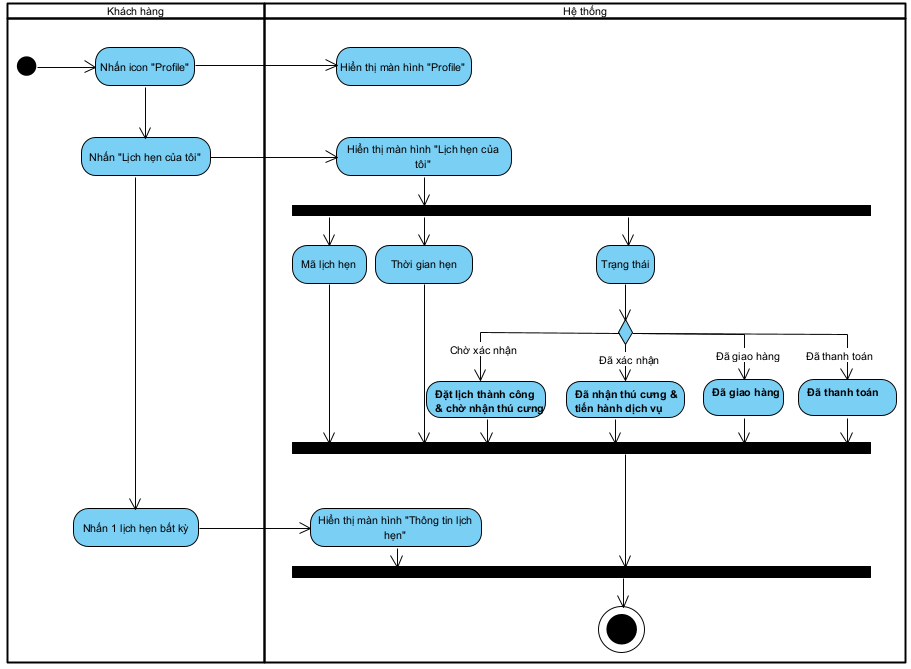 Khách hàng
Hệ thống
Nhấn icon "Profile"
Hiển thị màn hình "Profile"
Nhấn "Lịch hẹn của tôi"
Hiển thị màn hình "Lịch hẹn của
tôi"
Mã lịch hẹn
Thời gian hẹn
Trạng thái
Chờ xác nhận
Đã xác nhận
Đã giao hàng
Đã thanh toán
Đặt lịch thành công
& chờ nhận thú cưng
Đã nhận thú cưng &
tiến hành dịch vụ
Đã giao hàng
Đã thanh toán
Nhấn 1 lịch hẹn bất kỳ
Hiển thị màn hình "Thông tin lịch
hẹn"